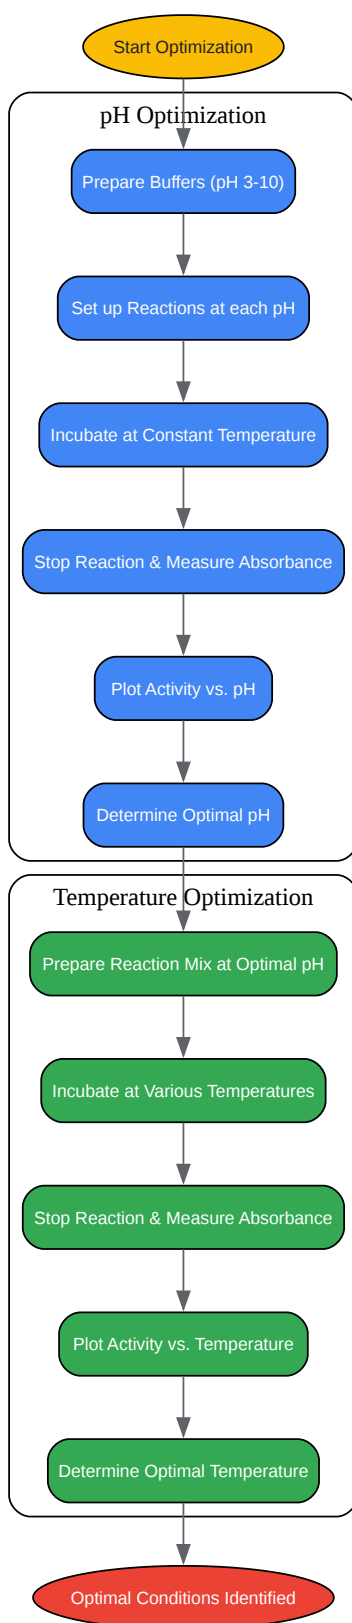 Start Optimization
pH Optimization
Prepare Buffers (pH 3-10)
Set up Reactions at each pH
Incubate at Constant Temperature
Stop Reaction & Measure Absorbance
Plot Activity vs. pH
Determine Optimal pH
Temperature Optimization
Prepare Reaction Mix at Optimal pH
Incubate at Various Temperatures
Stop Reaction & Measure Absorbance
Plot Activity vs. Temperature
Determine Optimal Temperature
Optimal Conditions Identified